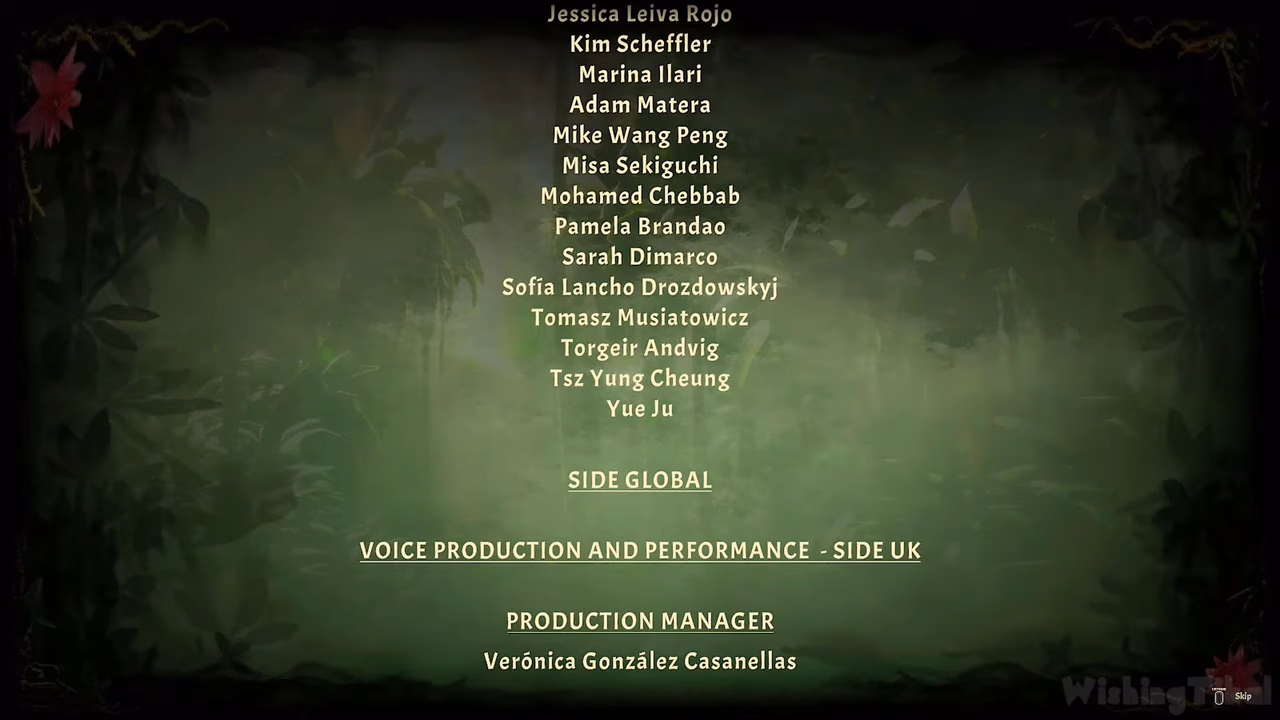 Jessica Leiva Rojo
Kim Scheffler
Marina Ilari
Adam Matera
Mike Wang Peng
Misa Sekiguchi
Mohamed Chebbab
Pamela Brandao
Sarah Dimarco
Sofía Lancho Drozdowskyj
Tomasz Musiatowicz
Torgeir Andvig
Tsz Yung Cheung
Yue Ju
SIDE GLOBAL
VOICE PRODUCTION AND PERFORMANCE - SIDE UK
PRODUCTION MANAGER
Verónica González Casanellas
Skip